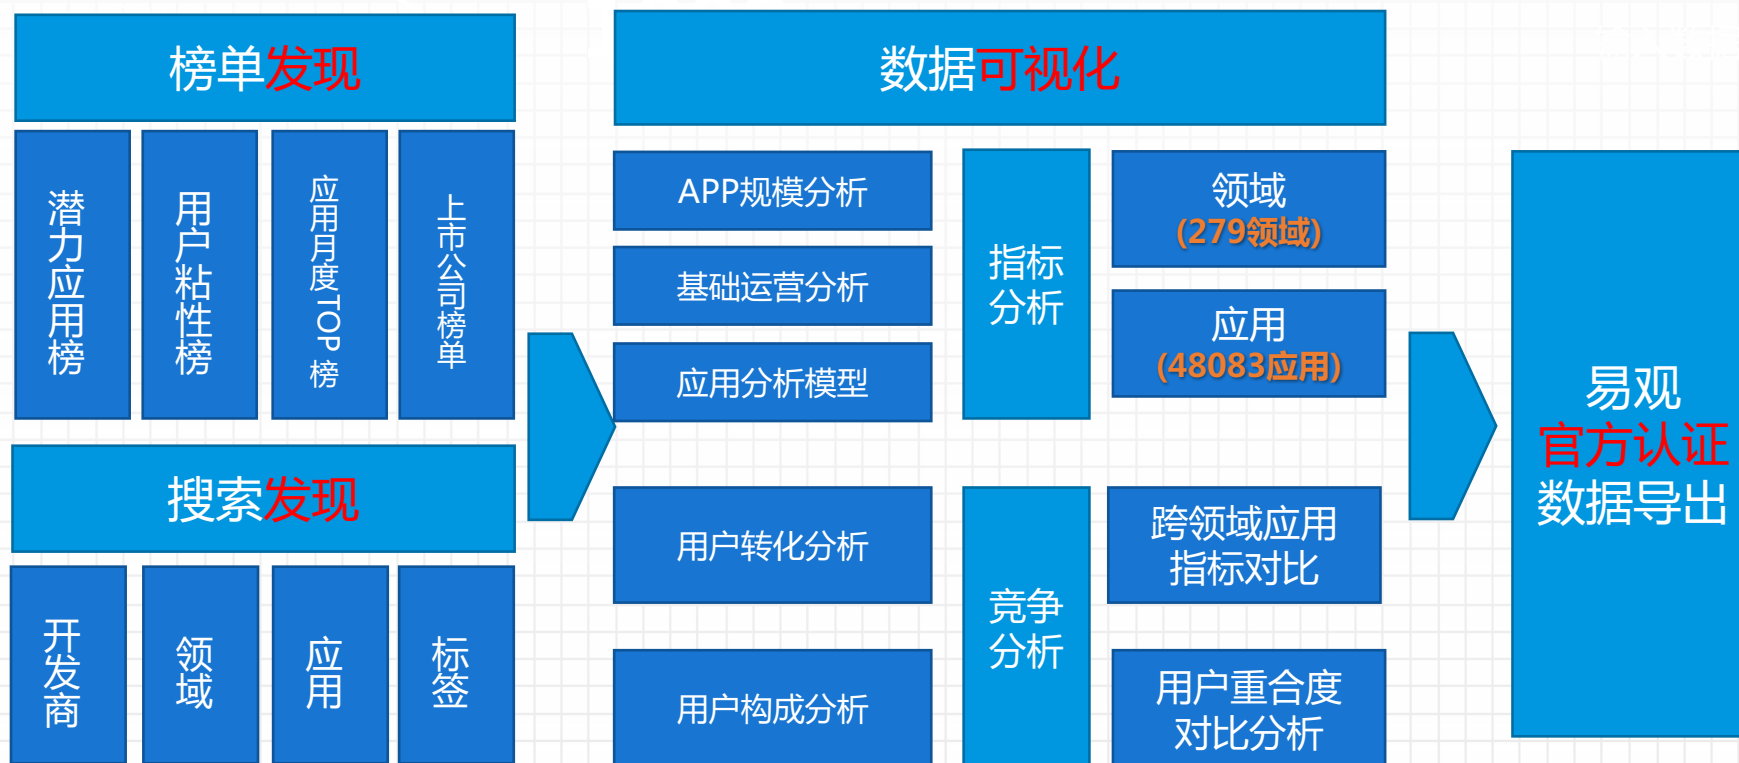 榜单发现
潜力应用榜
用户粘性榜
应用月度TOP榜
上市公司榜单
搜索发现
开发商
领域
应用
标签
数据可视化
APP规模分析
基础运营分析
应用分析模型
用户转化分析
用户构成分析
指标
分析
领域
(279领域)
应用
(48083应用)
竞争
分析
跨领域应用
指标对比
用户重合度
对比分析
易观
官方认证
数据导出